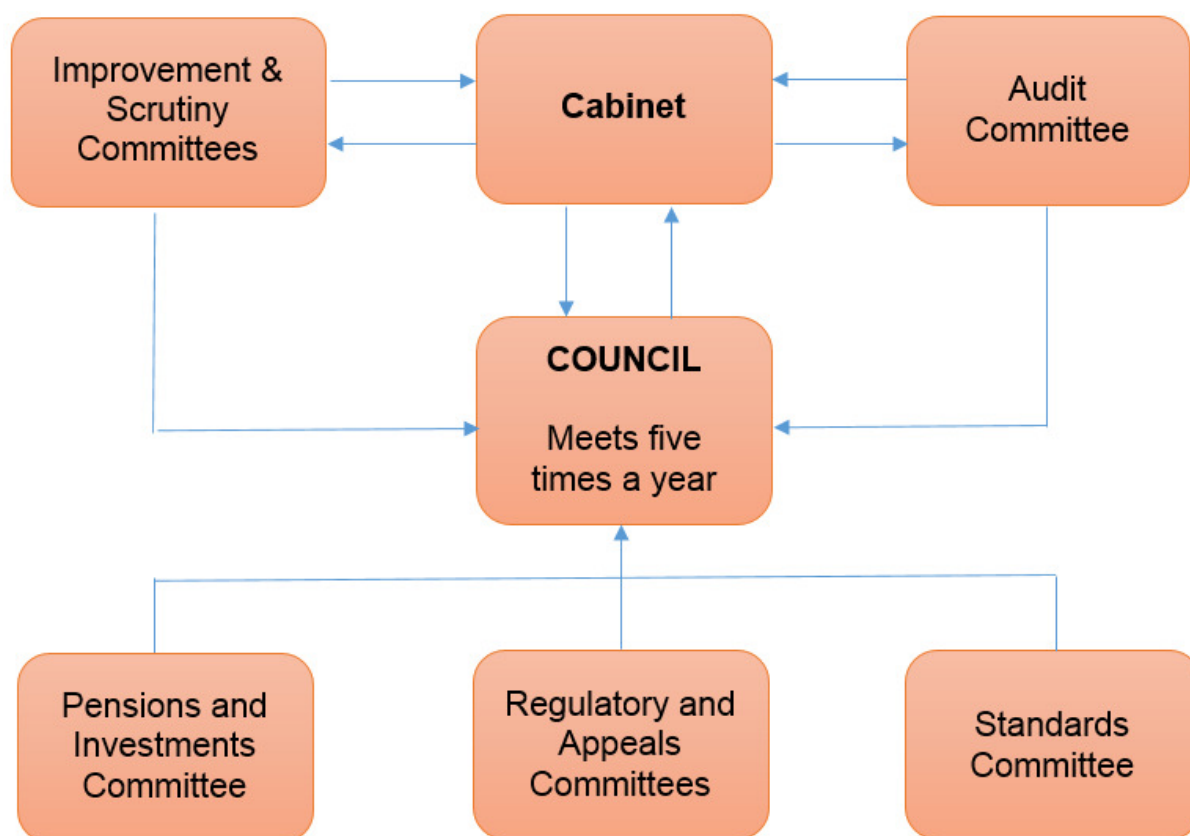 Improvement &
Scrutiny
Committees
Cabinet
Audit
Committee
COUNCIL
Meets five
times a year
Pensions and
Investments
Committee
Regulatory and
Appeals
Committees
Standards
Committee